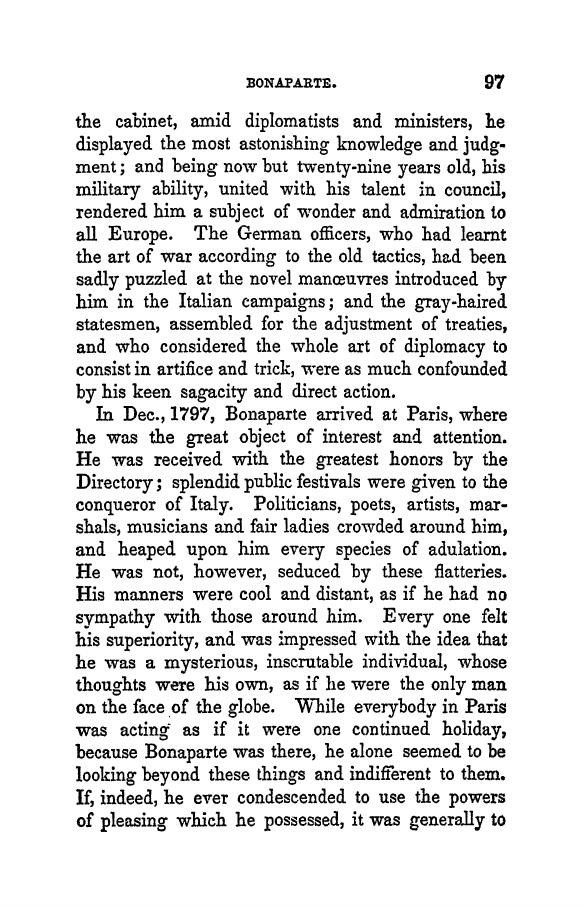 BONAPARTE. 97
the cabinet, amid diplomatists and ministers, he
displayed the most astonishing knowledge and judg-
ment; and being now but twenty-nine years old, his
military ability, united with his talent in council,
rendered him a subject of wonder and admiration to
all Europe. The German officers, who had learnt
the art of war according to the old tactics, had been
sadly puzzled at the novel manœuvres introduced by
him in the Italian campaigns; and the gray-haired
statesmen, assembled for the adjustment of treaties,
and who considered the whole art of diplomacy to
consist in artifice and trick, were as much confounded
by his keen sagacity and direct action.
In Dec., 1797, Bonaparte arrived at Paris, where
he was the great object of interest and attention.
He was received with the greatest honors by the
Directory; splendid public festivals were given to the
conqueror of Italy. Politicians, poets, artists, mar-
shals, musicians and fair ladies crowded around him,
and heaped upon him every species of adulation.
He was not, however, seduced by these flatteries.
His manners were cool and distant, as if he had no
sympathy with those around him. Every one felt
his superiority, and was impressed with the idea that
he was a mysterious, inscrutable individual, whose
thoughts were his own, as if he were the only man
on the face of the globe. While everybody in Paris
was acting as if it were one continued holiday,
because Bonaparte was there, he alone seemed to be
looking beyond these things and indifferent to them.
If, indeed, he ever condescended to use the powers
of pleasing which he possessed, it was generally to